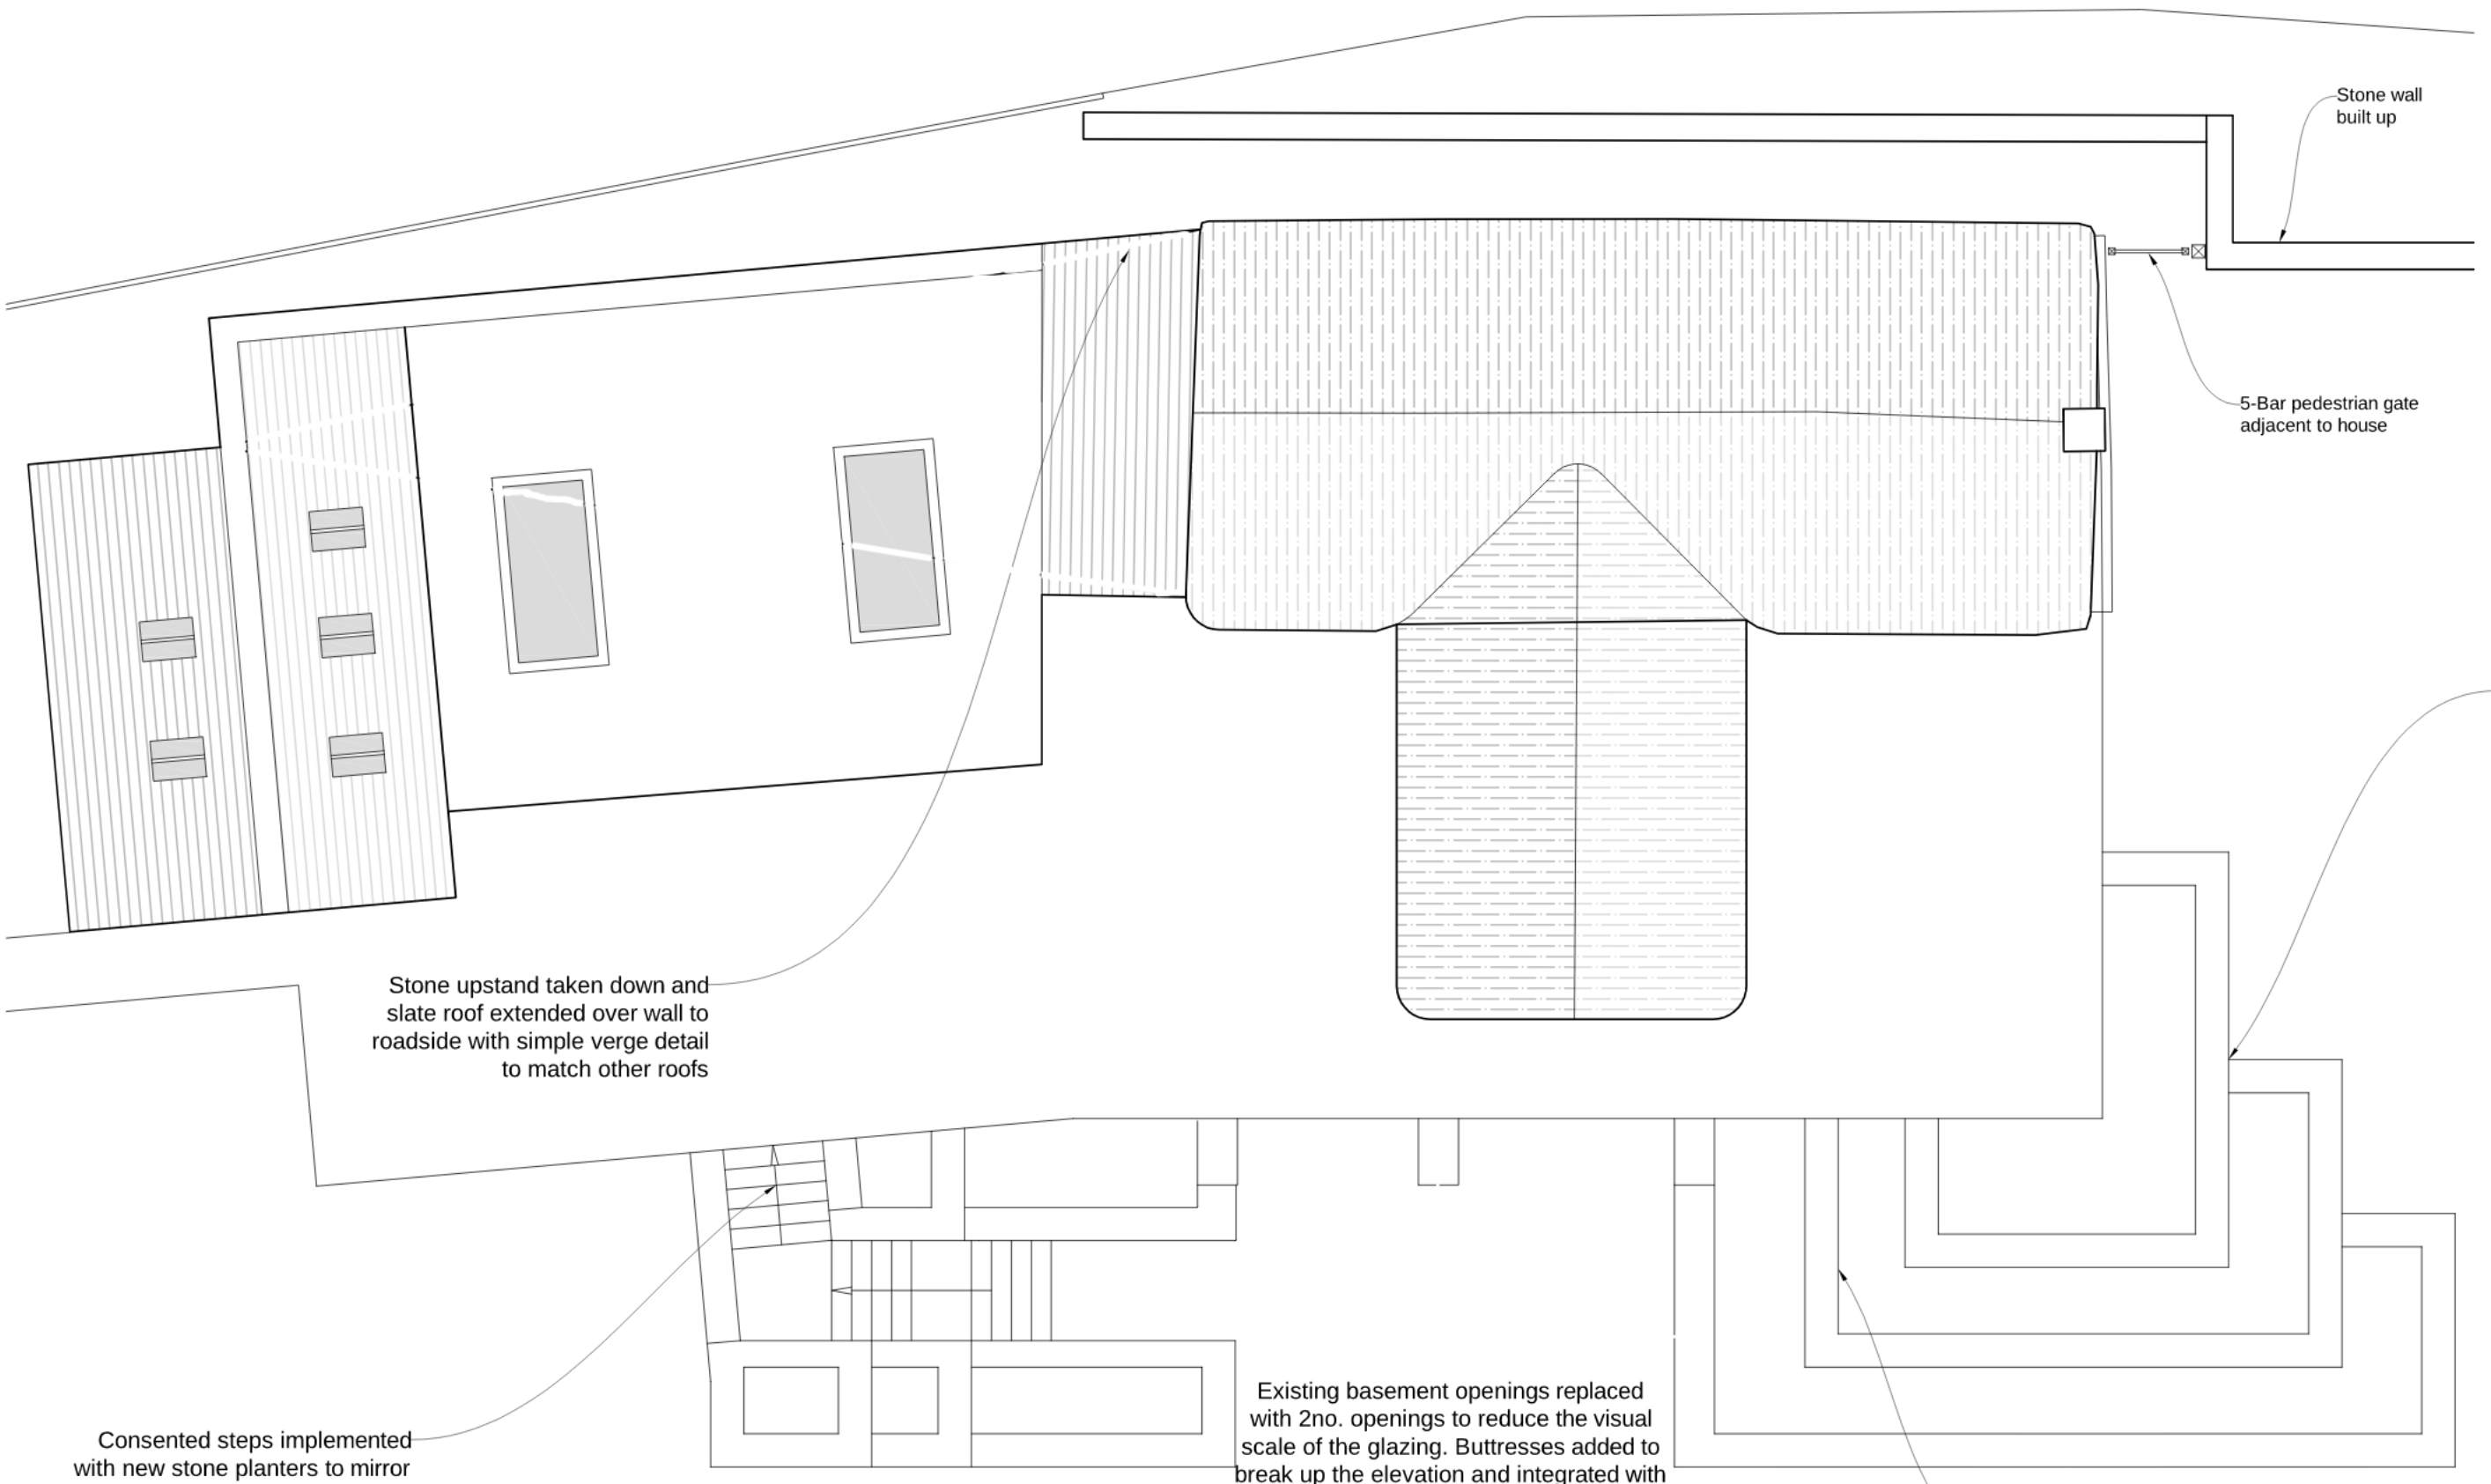 Stone wall
built up
5-Bar pedestrian gate
adjacent to house
Stone upstand taken down and
slate roof extended over wall to
roadside with simple verge detail
to match other roofs
Existing basement openings replaced
with 2no. openings to reduce the visual
scale of the glazing. Buttresses added to
break up the elevation and integrated with
Consented steps implemented
with new stone planters to mirror